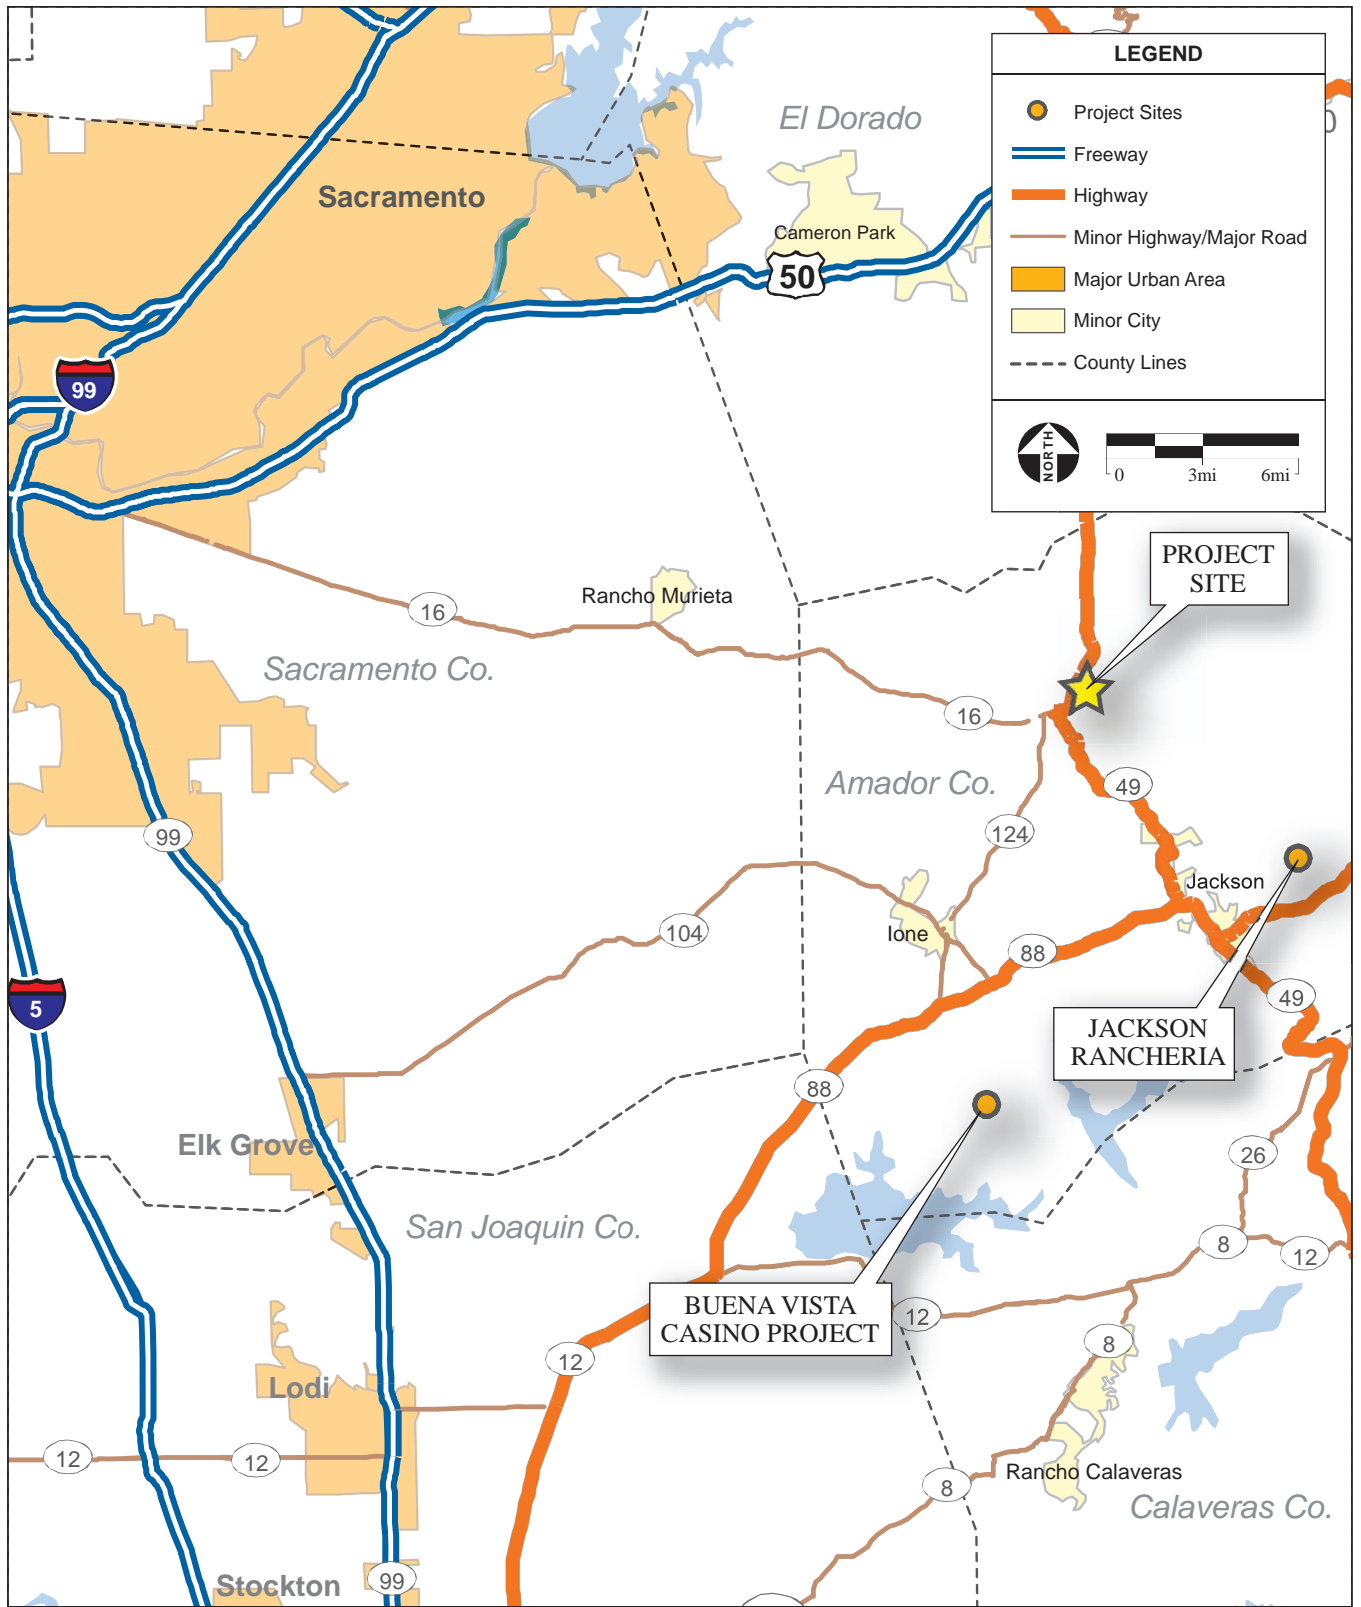 LEGEND
Project Sites
Freeway
Highway
Minor Highway/Major Road
Major Urban Area
Minor City
County Lines
NORTH
0 3mi 6mi
El Dorado
Sacramento
Cameron Park
50
99
PROJECT
SITE
Rancho Murieta
16
Sacramento Co.
16
Amador Co.
49
99
124
Jackson
104
Ione
88
5
49
JACKSON
RANCHERIA
88
Elk Grove
26
San Joaquin Co.
8
12
BUENA VISTA
CASINO PROJECT
12
8
12
Lodi
12
12
Rancho Calaveras
8
Calaveras Co.
Stockton
99